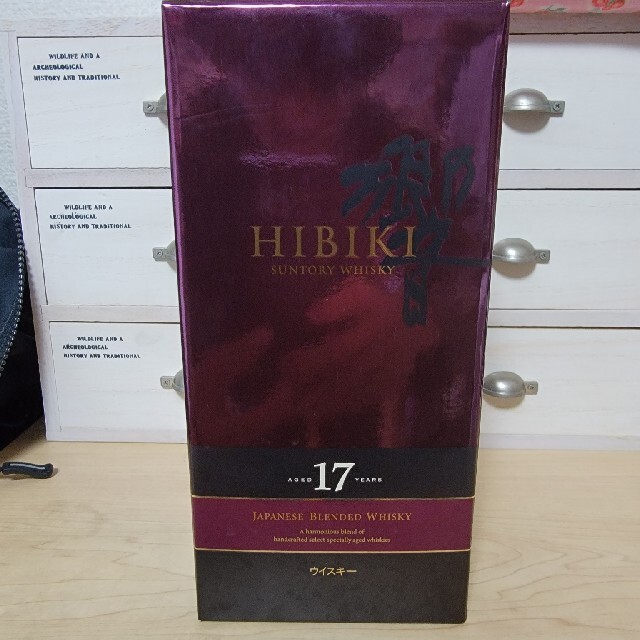 WILDLIFE AND A
ARCHEOLOGICAL
HISTORY AND TRADITIONAL
WILDLIFE AND A
ARCHEOLOGICAL
HISTORY AND TRADITIONAL
WILDLIFE AND A
ARCHEOLOGICAL
HISTORY AND TRADITIONAL
響
HIBIKI
SUNTORY WHISKY
AGED 17 YEARS
JAPANESE BLENDED WHISKY
A harmonious blend of
handcrafted select specially aged whiskies
ウイスキー